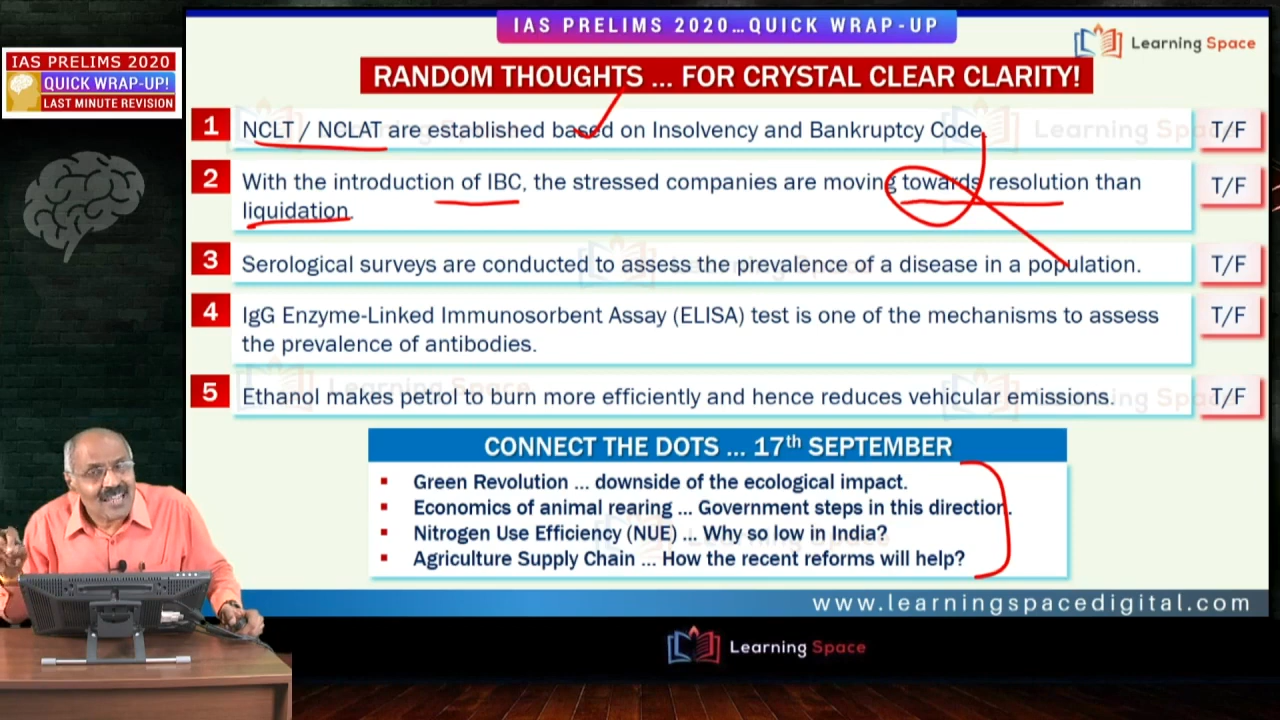 IAS PRELIMS 2020...QUICK WRAP-UP
Learning Space
IAS PRELIMS 2020
QUICK WRAP-UP!
LAST MINUTE REVISION
RANDOM THOUGHTS ... FOR CRYSTAL CLEAR CLARITY!
1 NCLT / NCLAT are established based on Insolvency and Bankruptcy Code. T/F
2 With the introduction of IBC, the stressed companies are moving towards resolution than T/F
liquidation.
3 Serological surveys are conducted to assess the prevalence of a disease in a population. T/F
4 IgG Enzyme-Linked Immunosorbent Assay (ELISA) test is one of the mechanisms to assess T/F
the prevalence of antibodies.
5 Ethanol makes petrol to burn more efficiently and hence reduces vehicular emissions. T/F
CONNECT THE DOTS ... 17th SEPTEMBER
Green Revolution ... downside of the ecological impact.
Economics of animal rearing ... Government steps in this direction.
Nitrogen Use Efficiency (NUE) ... Why so low in India?
Agriculture Supply Chain ... How the recent reforms will help?
www.learningspacedigital.com
Learning Space